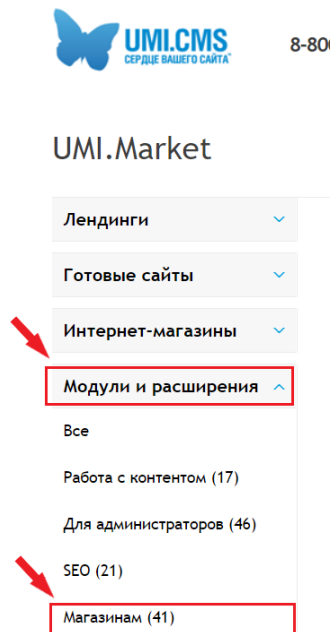 UMI.CMS
СЕРДЦЕ ВАШЕГО САЙТА
8-800
UMI.Market
Лендинги
Готовые сайты
Интернет-магазины
Модули и расширения
Все
Работа с контентом (17)
Для администраторов (46)
SEO (21)
Магазинам (41)